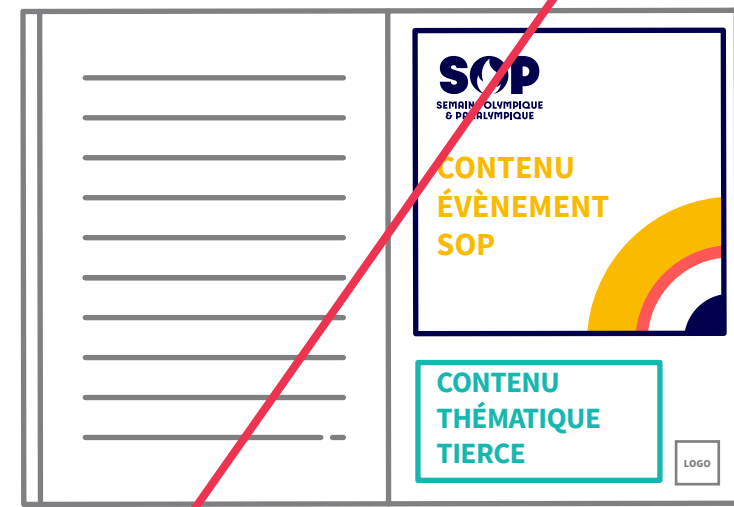 SOP
SEMAINE OLYMPIQUE
& PARALYMPIQUE
CONTENU
ÉVÈNEMENT
SOP
CONTENU
THÉMATIQUE
TIERCE
LOGO